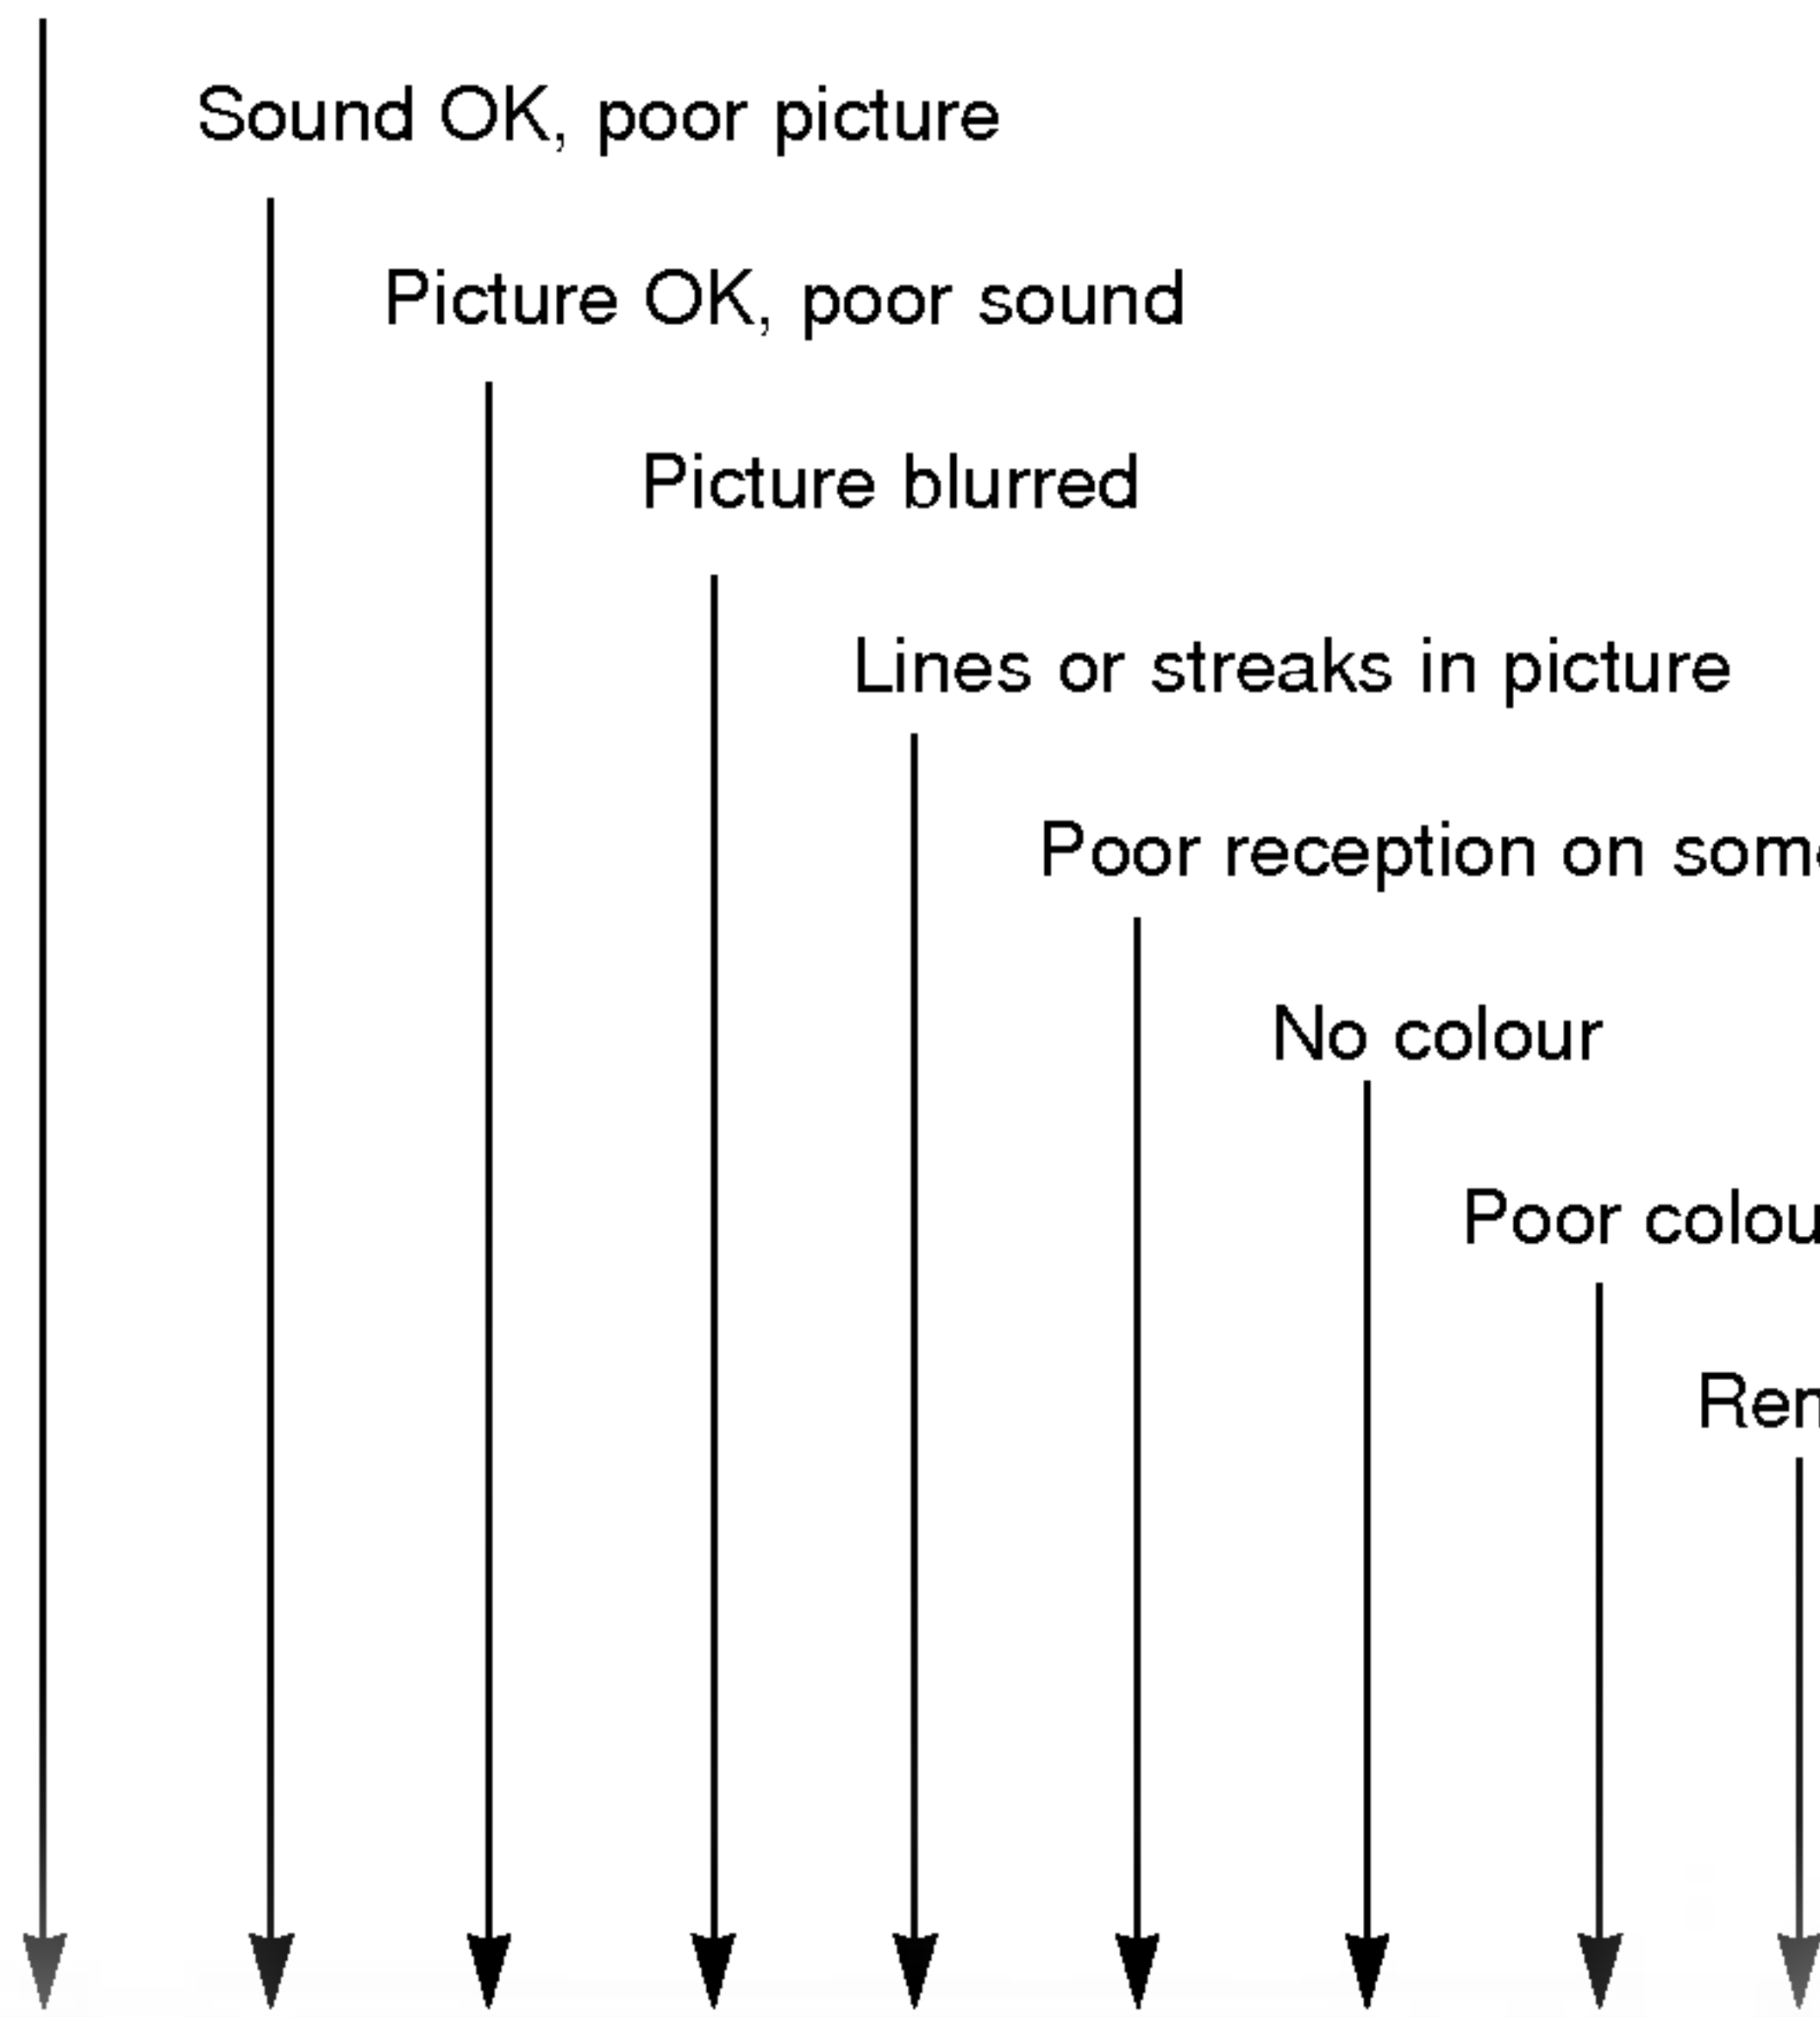 Sound OK, poor picture
Picture OK, poor sound
Picture blurred
Lines or streaks in picture
Poor reception on
No colour
Poor